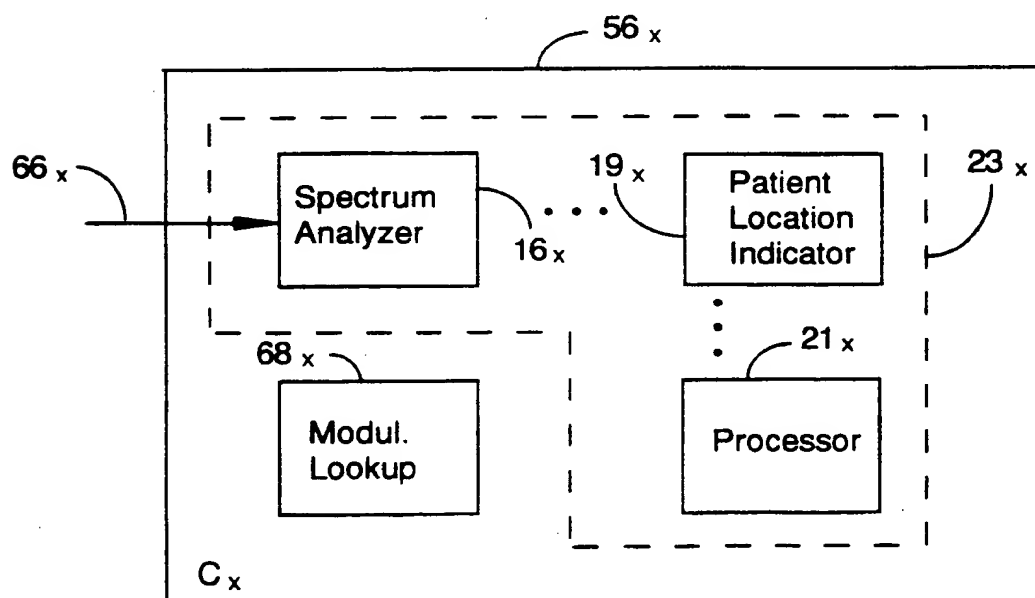 56 x
66 x
Spectrum
Analyzer
16 x
19 x
Patient
Location
Indicator
23 x
68 x
Modul.
Lookup
21 x
Processor
C x